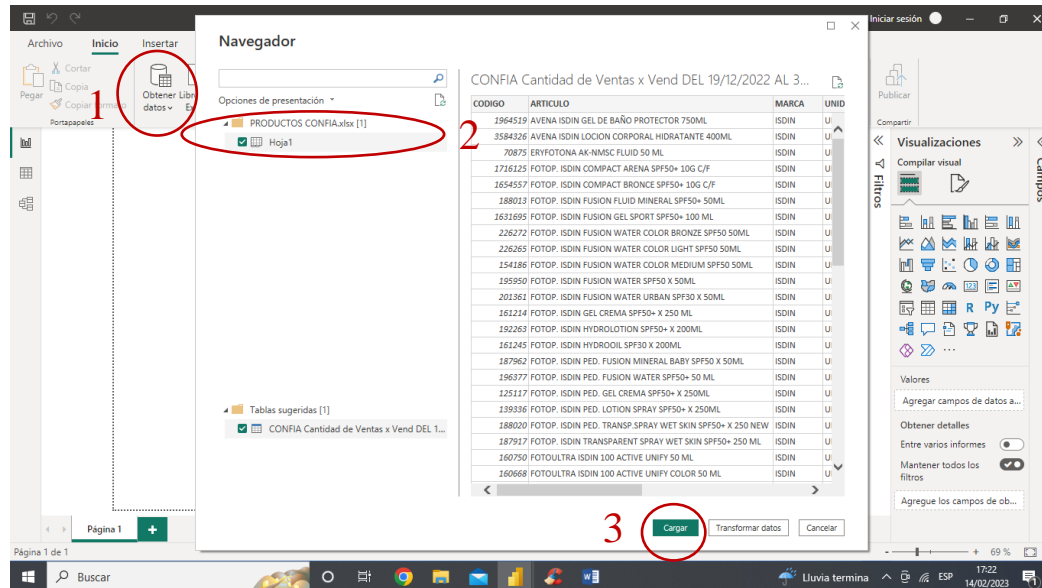 Iniciar sesión
Archivo
Inicio
Insertar
Pegar
Cortar
Copia
Copiar formato
Portapapeles
Obtener datos
Libr
Ex
1
Navegador
Opciones de presentación
PRODUCTOS CONFIA.xlsx [1]
Hoja1
2
Tablas sugeridas [1]
CONFIA Cantidad de Ventas x Vend DEL 1...
CONFIA Cantidad de Ventas x Vend DEL 19/12/2022 AL 3...
CODIGO ARTICULO MARCA UNID
1964519 AVENA ISDIN GEL DE BAÑO PROTECTOR 750ML ISDIN U
3584326 AVENA ISDIN LOCION CORPORAL HIDRATANTE 400ML ISDIN U
70875 ERYFOTONA AK-NMSC FLUID 50 ML ISDIN U
1716125 FOTOP. ISDIN COMPACT ARENA SPF50+ 10G C/F ISDIN U
1654557 FOTOP. ISDIN COMPACT BRONCE SPF50+ 10G C/F ISDIN U
188013 FOTOP. ISDIN FUSION FLUID MINERAL SPF50+ 50ML ISDIN U
1631695 FOTOP. ISDIN FUSION GEL SPORT SPF50+ 100 ML ISDIN U
226272 FOTOP. ISDIN FUSION WATER COLOR BRONZE SPF50 50ML ISDIN U
226265 FOTOP. ISDIN FUSION WATER COLOR LIGHT SPF50 50ML ISDIN U
154186 FOTOP. ISDIN FUSION WATER COLOR MEDIUM SPF50 50ML ISDIN U
195950 FOTOP. ISDIN FUSION WATER SPF50 X 50ML ISDIN U
201361 FOTOP. ISDIN FUSION WATER URBAN SPF30 X 50ML ISDIN U
161214 FOTOP. ISDIN GEL CREMA SPF50+ X 250 ML ISDIN U
192263 FOTOP. ISDIN HYDROLOTION SPF50+ X 200ML ISDIN U
161245 FOTOP. ISDIN HYDROOIL SPF30 X 200ML ISDIN U
187962 FOTOP. ISDIN PED. FUSION MINERAL BABY SPF50 X 50ML ISDIN U
196377 FOTOP. ISDIN PED. FUSION WATER SPF50+ 50 ML ISDIN U
125117 FOTOP. ISDIN PED. GEL CREMA SPF50+ X 250ML ISDIN U
139336 FOTOP. ISDIN PED. LOTION SPRAY SPF50+ X 250ML ISDIN U
188020 FOTOP. ISDIN PED. TRANSP.SPRAY WET SKIN SPF50+ X 250 NEW ISDIN U
187917 FOTOP. ISDIN TRANSPARENT SPRAY WET SKIN SPF50+ 250 ML ISDIN U
160750 FOTOULTRA ISDIN 100 ACTIVE UNIFY 50 ML ISDIN U
160668 FOTOULTRA ISDIN 100 ACTIVE UNIFY COLOR 50 ML ISDIN U
3
Cargar
Transformar datos
Cancelar
Publicar
Compartir
Filtros
Visualizaciones
Campos
Compilar visual
123
R
Py
...
Valores
Agregar campos de datos a...
Obtener detalles
Entre varios informes
Mantener todos los
filtros
Agregue los campos de ob...
Página 1
Página 1 de 1
69 %
Buscar
Lluvia termina
ESP
17:22
14/02/2023
1